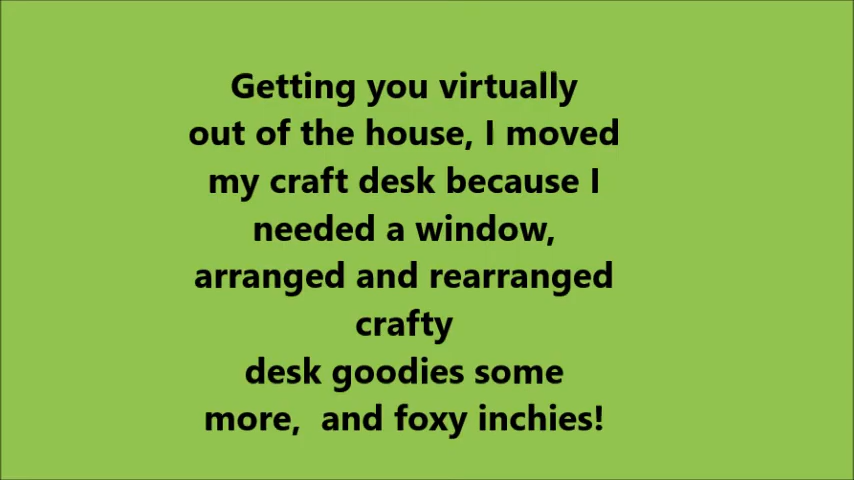 Getting you virtually
out of the house, I moved
my craft desk because I
needed a window,
arranged and rearranged
crafty
desk goodies some
more,  and foxy inchies!